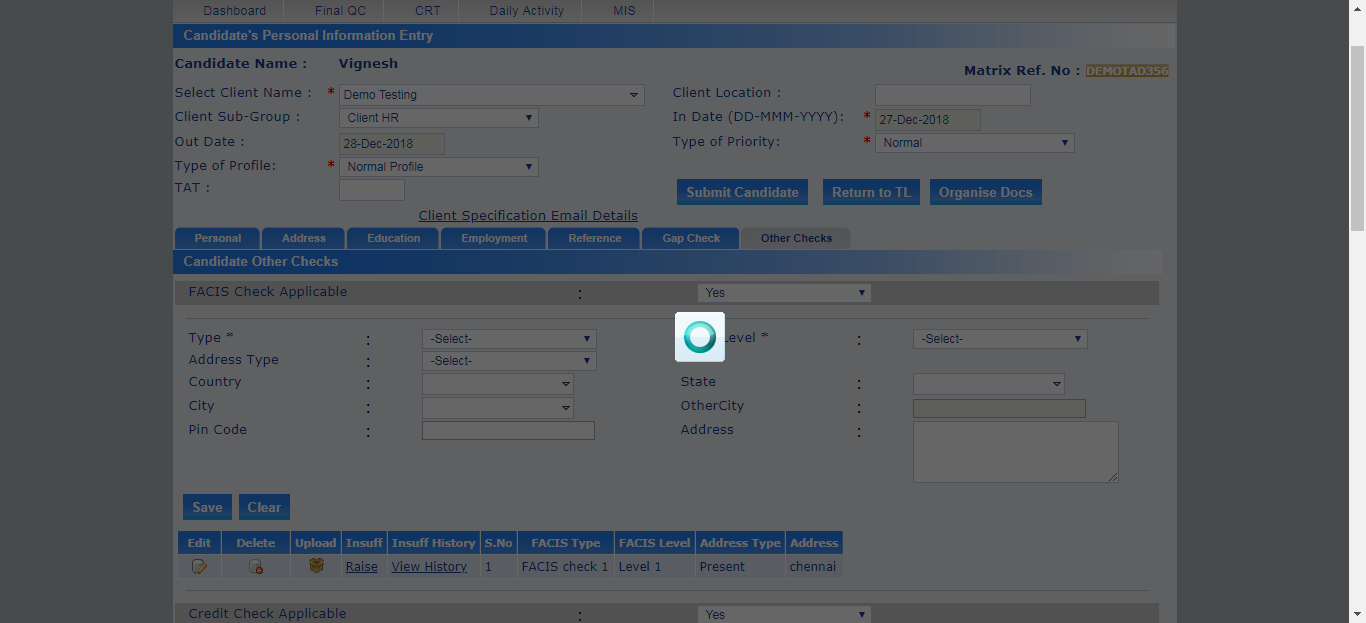 Dashboard Final QC CRT Daily Activity MIS
Candidate's Personal Information Entry
Candidate Name : Vignesh
Matrix Ref. No : DEMOTAD356
Select Client Name : * Demo Testing Client Location :
Client Sub-Group : Client HR In Date (DD-MMM-YYYY): * 27-Dec-2018
Out Date : 28-Dec-2018 Type of Priority: * Normal
Type of Profile: * Normal Profile
TAT :
Submit Candidate Return to TL Organise Docs
Client Specification Email Details
Personal Address Education Employment Reference Gap Check Other Checks
Candidate Other Checks
FACIS Check Applicable : Yes
Type * : -Select- Level * : -Select-
Address Type : -Select-
Country : State :
City : OtherCity :
Pin Code : Address :
Save Clear
Edit Delete Upload Insuff Insuff History S.No FACIS Type FACIS Level Address Type Address
Raise View History 1 FACIS check 1 Level 1 Present chennai
Credit Check Applicable : Yes